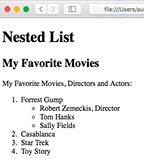 file:///Users/au
Nested List
My Favorite Movies
My Favorite Movies, Directors and Actors:
1. Forrest Gump
○ Robert Zemeckis, Director
○ Tom Hanks
○ Sally Fields
2. Casablanca
3. Star Trek
4. Toy Story